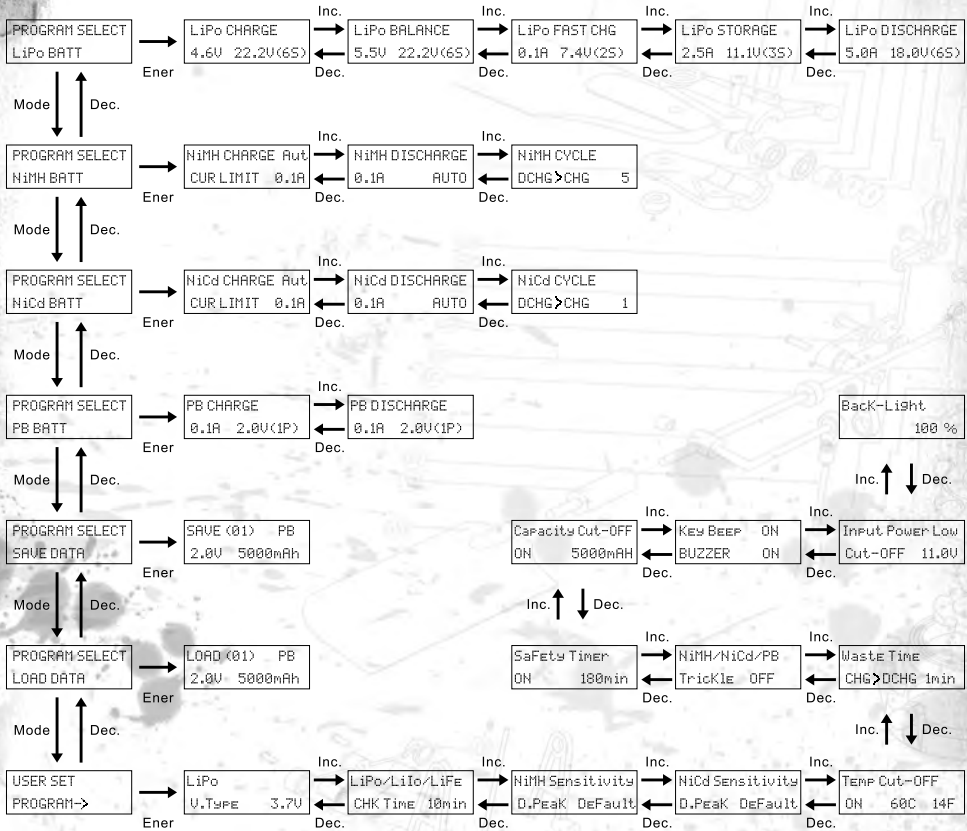 Inc. Inc. Inc. Inc.
PROGRAM SELECT LiPo CHARGE LiPo BALANCE LiPo FAST CHG LiPo STORAGE LiPo DISCHARGE
LiPo BATT 4.6V 22.2V(6S) 5.5V 22.2V(6S) 0.1A 7.4V(2S) 2.5A 11.1V(3S) 5.0A 18.0V(6S)
Ener Dec. Dec. Dec. Dec.
Mode Dec.
Inc. Inc.
PROGRAM SELECT NiMH CHARGE Aut NiMH DISCHARGE NiMH CYCLE
NiMH BATT CUR LIMIT 0.1A 0.1A AUTO DCHG>CHG 5
Ener Dec. Dec.
Mode Dec.
Inc. Inc.
PROGRAM SELECT NiCd CHARGE Aut NiCd DISCHARGE NiCd CYCLE
NiCd BATT CUR LIMIT 0.1A 0.1A AUTO DCHG>CHG 1
Ener Dec. Dec.
Mode Dec.
Inc.
PROGRAM SELECT PB CHARGE PB DISCHARGE BacK-Light
PB BATT 0.1A 2.0V(1P) 0.1A 2.0V(1P) 100 %
Ener Dec.
Mode Dec. Inc. Dec.
Inc. Inc.
PROGRAM SELECT SAVE (01) PB Capacity Cut-OFF Key BEEP ON Input Power Low
SAVE DATA 2.0V 5000mAh ON 5000mAH BUZZER ON Cut-OFF 11.0V
Ener Dec. Dec.
Mode Dec. Inc. Dec.
Inc. Inc.
PROGRAM SELECT LOAD (01) PB SaFEty Timer NiMH/NiCd/PB WastE Time
LOAD DATA 2.0V 5000mAh ON 180min TricKlE OFF CHG>DCHG 1min
Ener Dec. Dec.
Mode Dec. Inc. Dec.
Inc. Inc. Inc. Inc.
USER SET LiPo LiPo/LiIo/LiFE NiMH Sensitivity NiCd Sensitivity TEmp Cut-OFF
PROGRAM-> V.TypE 3.7V CHK TimE 10min D.PeaK DeFault D.PeaK DeFault ON 60C 14F
Ener Dec. Dec. Dec. Dec.